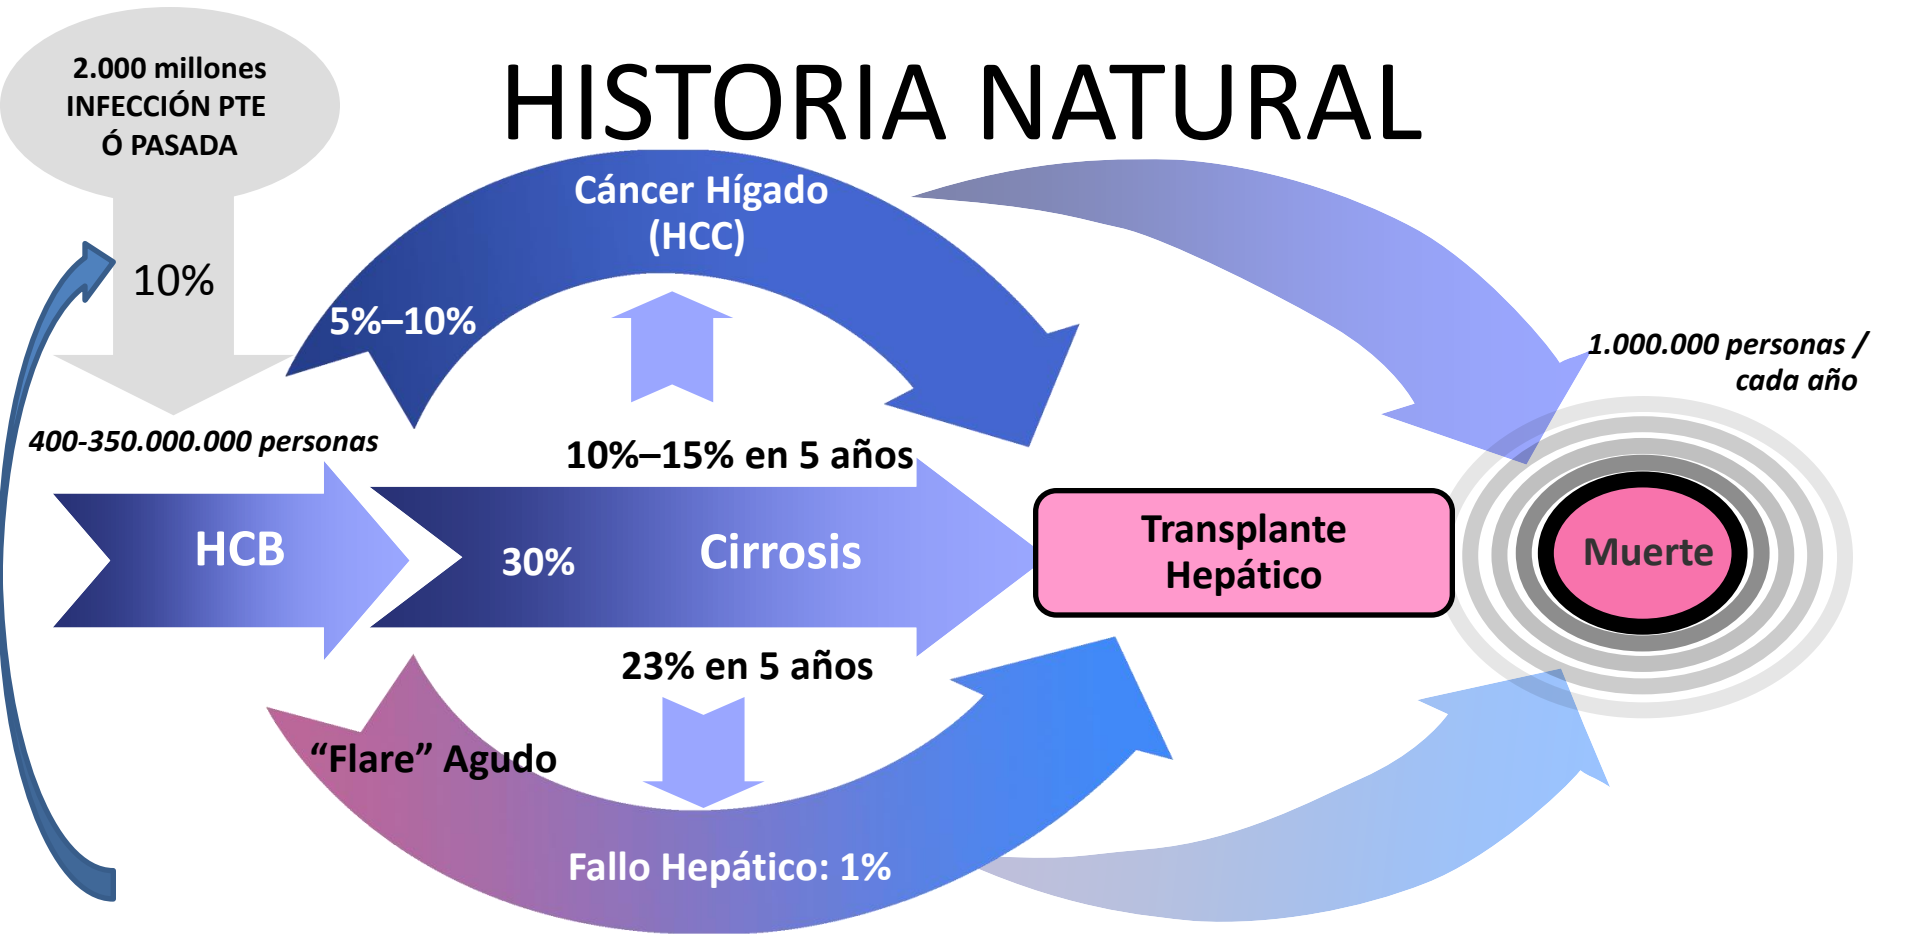 2.000 millones
INFECCIÓN PTE
Ó PASADA
HISTORIA NATURAL
Cáncer Hígado
(HCC)
10%
5%–10%
1.000.000 personas /
cada año
400-350.000.000 personas
10%–15% en 5 años
HCB
30%
Cirrosis
Transplante
Hepático
Muerte
23% en 5 años
“Flare” Agudo
Fallo Hepático: 1%